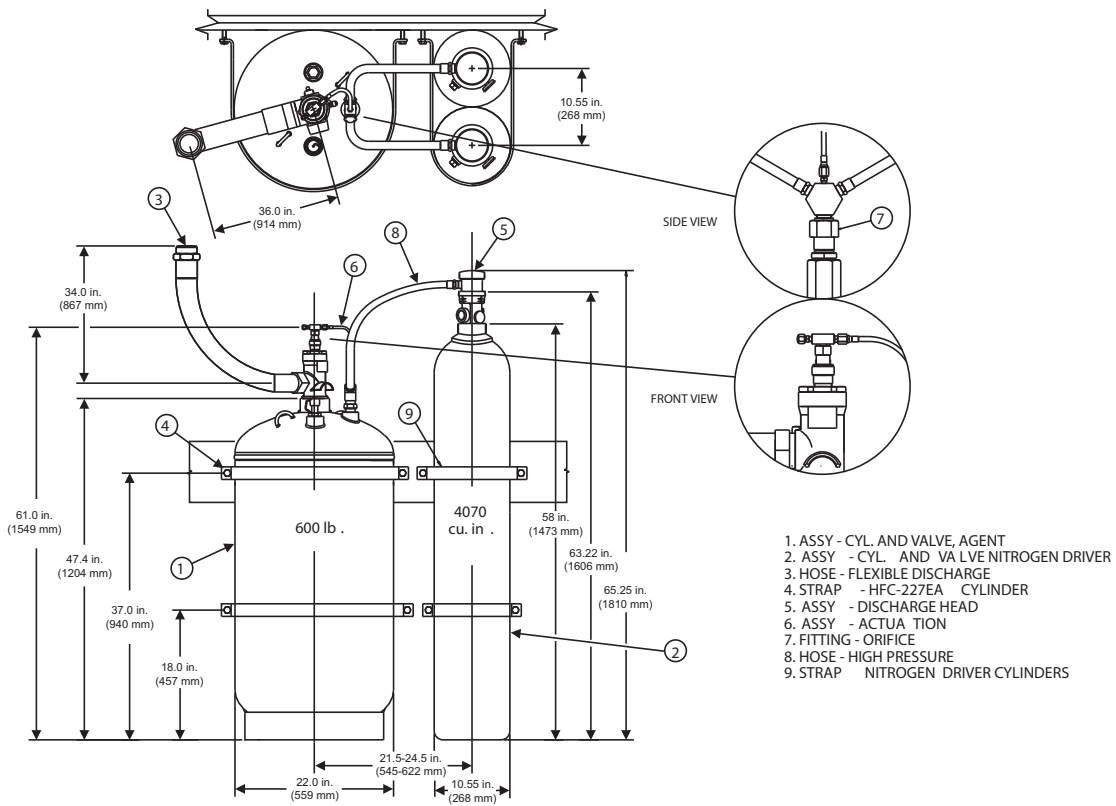 10.55 in.
(268 mm)
36.0 in.
(914 mm)
SIDE VIEW
7
3
8
5
6
34.0 in.
(867 mm)
FRONT VIEW
9
4
61.0 in.
(1549 mm)
600 lb .
4070
cu. in .
58 in.
(1473 mm)
47.4 in.
(1204 mm)
63.22 in.
(1606 mm)
1
65.25 in.
(1810 mm)
37.0 in.
(940 mm)
18.0 in.
(457 mm)
2
21.5-24.5 in.
(545-622 mm)
22.0 in.
(559 mm)
10.55 in.
(268 mm)
1. ASSY - CYL. AND VALVE, AGENT
2. ASSY - CYL. AND VA LVE NITROGEN DRIVER
3. HOSE - FLEXIBLE DISCHARGE
4. STRAP - HFC-227EA CYLINDER
5. ASSY - DISCHARGE HEAD
6. ASSY - ACTUA TION
7. FITTING - ORIFICE
8. HOSE - HIGH PRESSURE
9. STRAP NITROGEN DRIVER CYLINDERS